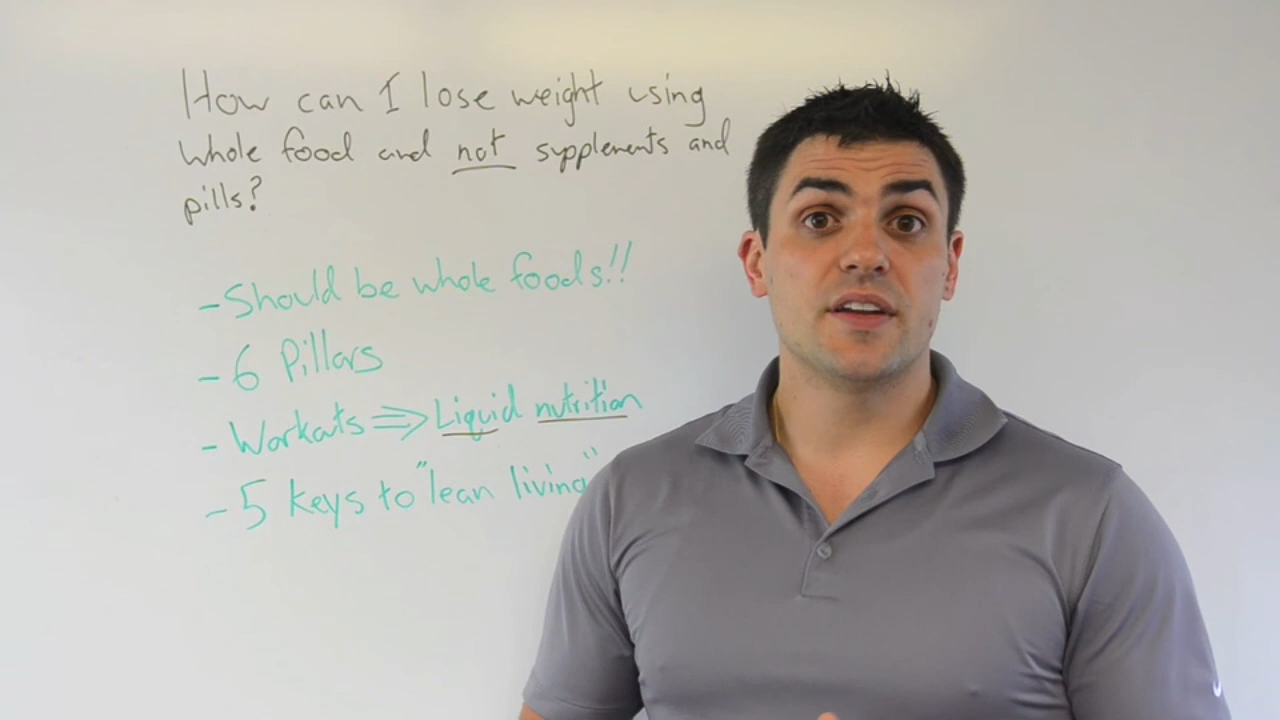 How can I lose weight using
whole food and not supplements and
pills?
- Should be whole foods!!
- 6 Pillars
- Workouts ⇒ Liquid nutrition
- 5 keys to "lean living"